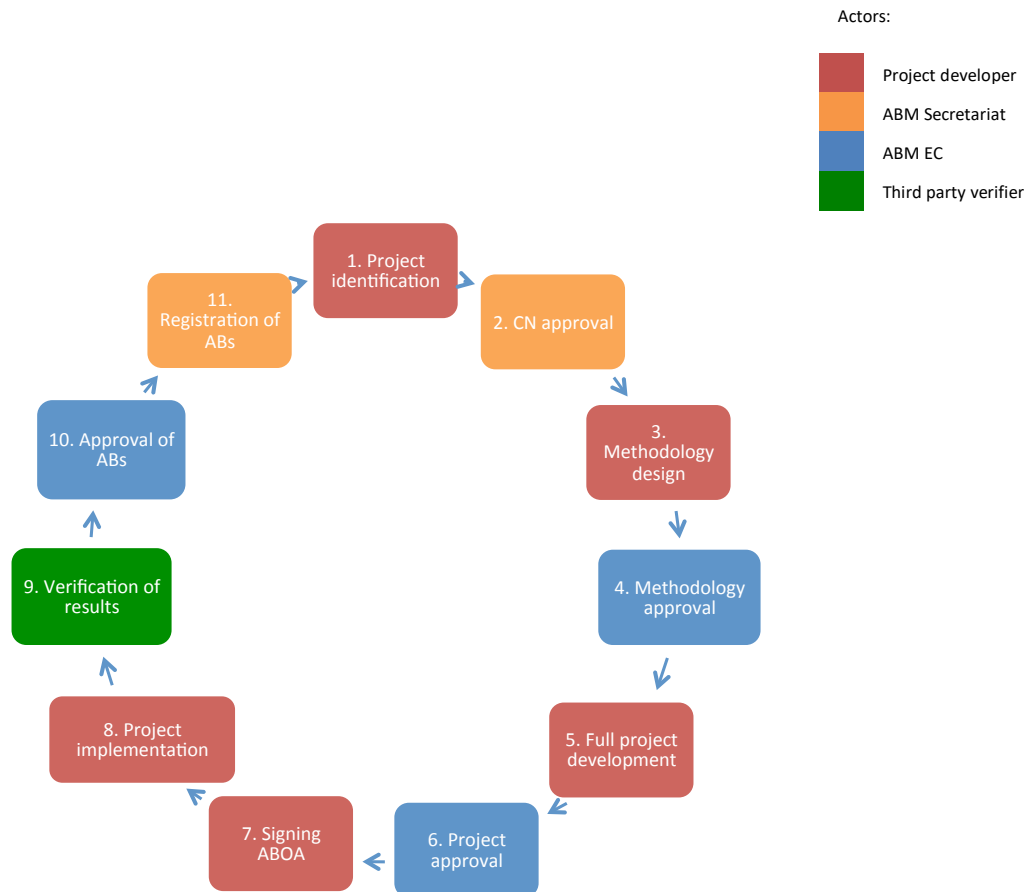 Actors:
Project developer
ABM Secretariat
ABM EC
Third party verifier
1. Project
identification
2. CN approval
3.
Methodology
design
4. Methodology
approval
5. Full project
development
6. Project
approval
7. Signing
ABOA
8. Project
implementation
9. Verification of
results
10. Approval of
ABs
11.
Registration of
ABs